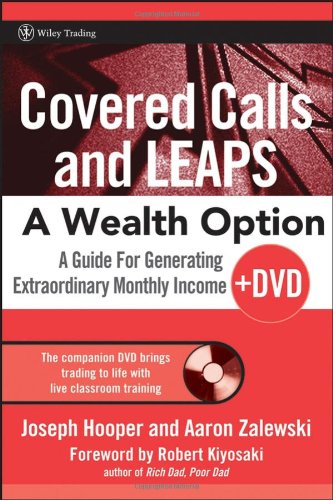 Wiley Trading
Covered Calls
and LEAPS
A Wealth Option
A Guide For Generating
Extraordinary Monthly Income
+DVD
The companion DVD brings
trading to life with
live classroom training
Joseph Hooper and Aaron Zalewski
Foreword by Robert Kiyosaki
author of Rich Dad, Poor Dad